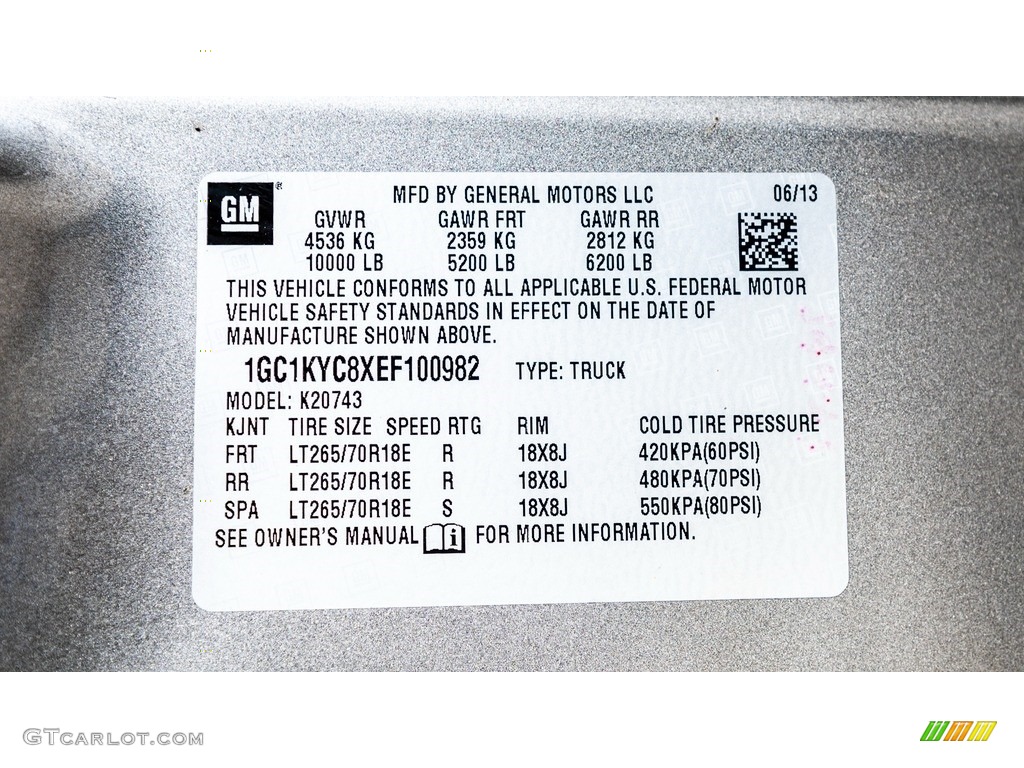 GM ® MFD BY GENERAL MOTORS LLC 06/13
GVWR GAWR FRT GAWR RR
4536 KG 2359 KG 2812 KG
10000 LB 5200 LB 6200 LB
THIS VEHICLE CONFORMS TO ALL APPLICABLE U.S. FEDERAL MOTOR
VEHICLE SAFETY STANDARDS IN EFFECT ON THE DATE OF
MANUFACTURE SHOWN ABOVE.
1GC1KYC8XEF100982 TYPE: TRUCK
MODEL: K20743
KJNT TIRE SIZE SPEED RTG RIM COLD TIRE PRESSURE
FRT LT265/70R18E R 18X8J 420KPA(60PSI)
RR LT265/70R18E R 18X8J 480KPA(70PSI)
SPA LT265/70R18E S 18X8J 550KPA(80PSI)
SEE OWNER'S MANUAL i FOR MORE INFORMATION.
GTCARLOT.COM